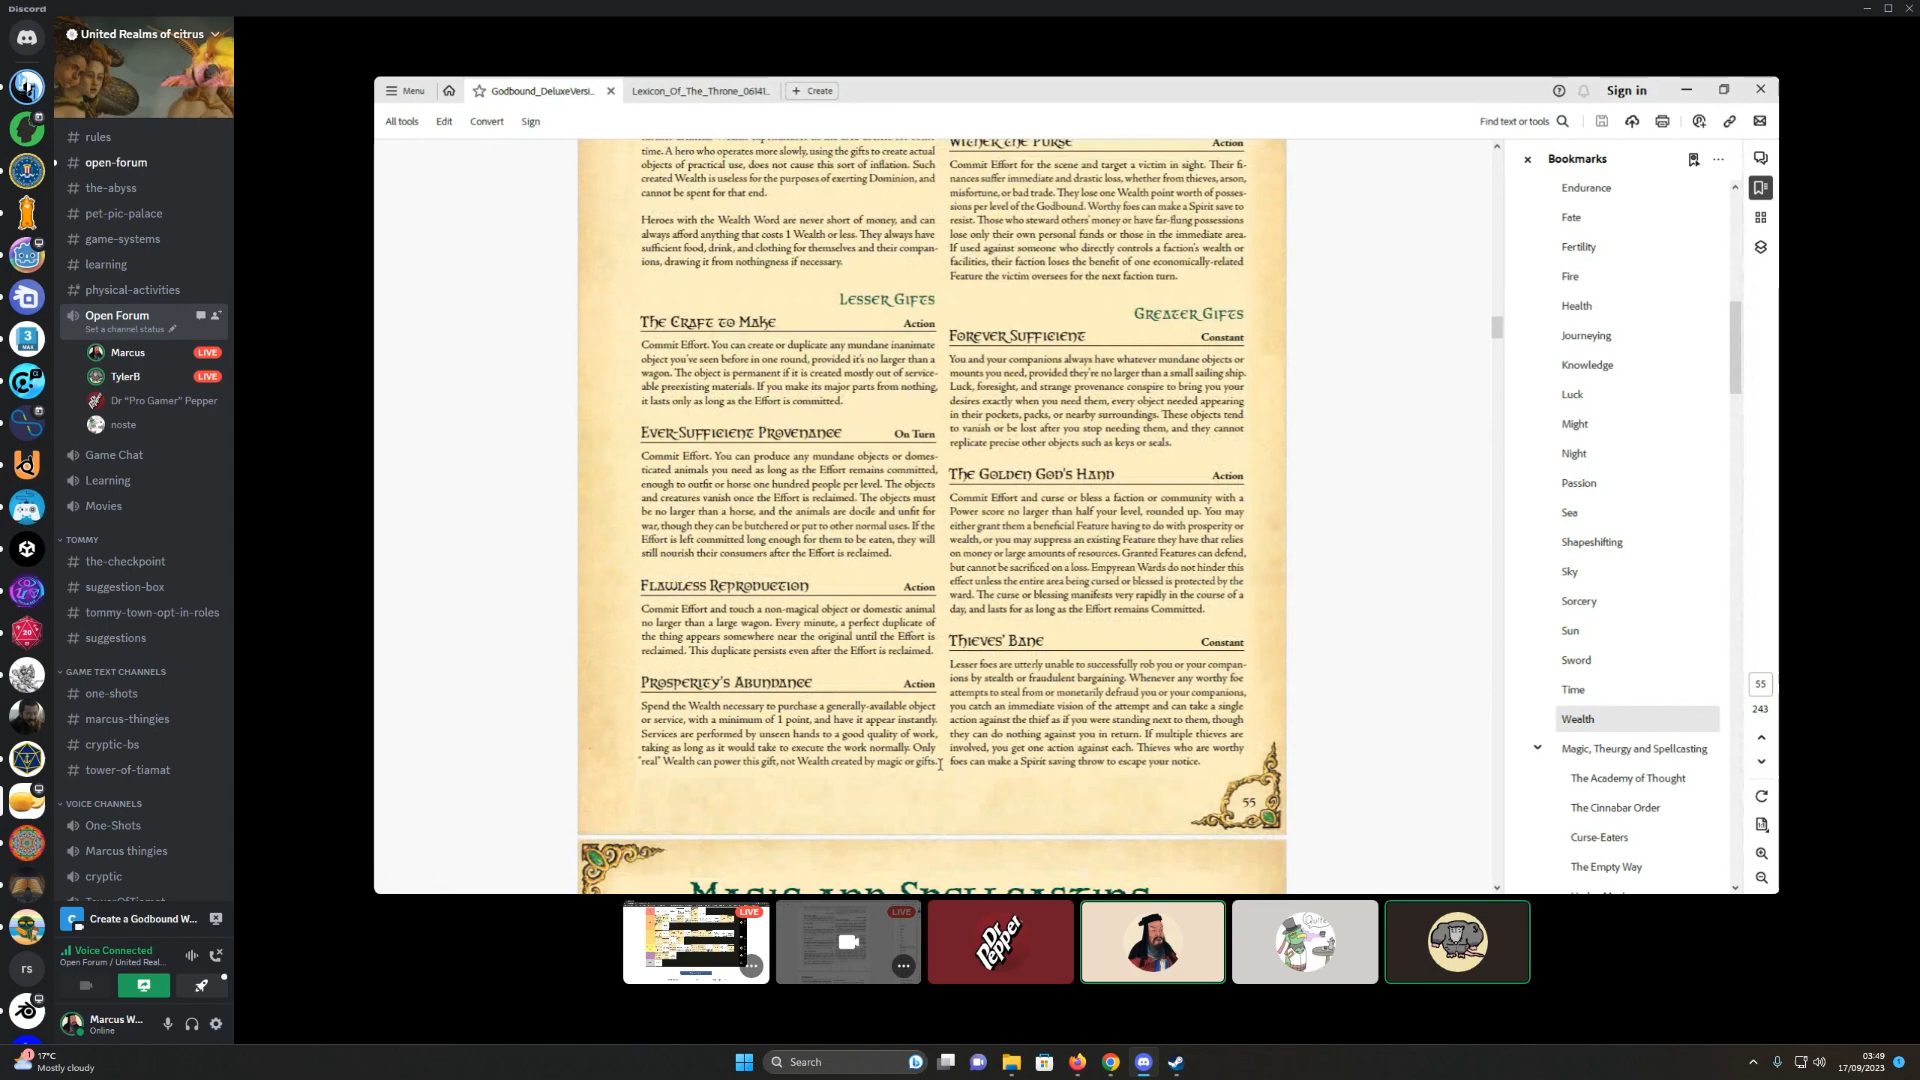 Discord
United Realms of citrus
rules
open-forum
the-abyss
pet-pic-palace
game-systems
learning
physical-activities
Open Forum
Set a channel status
Marcus LIVE
TylerB LIVE
Dr "Pro Gamer" Pepper
noste
Game Chat
Learning
Movies
TOMMY
the-checkpoint
suggestion-box
tommy-town-opt-in-roles
suggestions
GAME TEXT CHANNELS
one-shots
marcus-thingies
cryptic-bs
tower-of-tiamat
VOICE CHANNELS
One-Shots
Marcus thingies
cryptic
Create a Godbound W...
Voice Connected
Open Forum / United Real...
Marcus W...
Online
rs
Menu
Godbound_DeluxeVersi...
Lexicon_Of_The_Throne_06141...
+ Create
Sign in
All tools Edit Convert Sign
Find text or tools
time. A hero who operates more slowly, using the gifts to create actual
objects of practical use, does not cause this sort of inflation. Such
created Wealth is useless for the purposes of exerting Dominion, and
cannot be spent for that end.
Heroes with the Wealth Word are never short of money, and can
always afford anything that costs 1 Wealth or less. They always have
sufficient food, drink, and clothing for themselves and their compan-
ions, drawing it from nothingness if necessary.
Lesser Gifts
The Craft to Make Action
Commit Effort. You can create or duplicate any mundane inanimate
object you've seen before in one round, provided it's no larger than a
wagon. The object is permanent if it is created mostly out of service-
able preexisting materials. If you make its major parts from nothing,
it lasts only as long as the Effort is committed.
Ever-Sufficient Provenance On Turn
Commit Effort. You can produce any mundane objects or domes-
ticated animals you need as long as the Effort remains committed,
enough to outfit or horse one hundred people per level. The objects
and creatures vanish once the Effort is reclaimed. The objects must
be no larger than a horse, and the animals are docile and unfit for
war, though they can be butchered or put to other normal uses. If the
Effort is left committed long enough for them to be eaten, they will
still nourish their consumers after the Effort is reclaimed.
Flawless Reproduction Action
Commit Effort and touch a non-magical object or domestic animal
no larger than a large wagon. Every minute, a perfect duplicate of
the thing appears somewhere near the original until the Effort is
reclaimed. This duplicate persists even after the Effort is reclaimed.
Prosperity's Abundance Action
Spend the Wealth necessary to purchase a generally-available object
or service, with a minimum of 1 point, and have it appear instantly.
Services are performed by unseen hands to a good quality of work,
taking as long as it would take to execute the work normally. Only
"real" Wealth can power this gift, not Wealth created by magic or gifts.
Wither the Purse Action
Commit Effort for the scene and target a victim in sight. Their fi-
nances suffer immediate and drastic loss, whether from thieves, arson,
misfortune, or bad trade. They lose one Wealth point worth of posses-
sions per level of the Godbound. Worthy foes can make a Spirit save to
resist. Those who steward others' money or have far-flung possessions
lose only their own personal funds or those in the immediate area.
If used against someone who directly controls a faction's wealth or
facilities, their faction loses the benefit of one economically-related
Feature the victim oversees for the next faction turn.
Greater Gifts
Forever Sufficient Constant
You and your companions always have whatever mundane objects or
mounts you need, provided they're no larger than a small sailing ship.
Luck, foresight, and strange provenance conspire to bring you your
desires exactly when you need them, every object needed appearing
in their pockets, packs, or nearby surroundings. These objects tend
to vanish or be lost after you stop needing them, and they cannot
replicate precise other objects such as keys or seals.
The Golden God's Hand Action
Commit Effort and curse or bless a faction or community with a
Power score no larger than half your level, rounded up. You may
either grant them a beneficial Feature having to do with prosperity or
wealth, or you may suppress an existing Feature they have that relies
on money or large amounts of resources. Granted Features can defend,
but cannot be sacrificed on a loss. Empyrean Wards do not hinder this
effect unless the entire area being cursed or blessed is protected by the
ward. The curse or blessing manifests very rapidly in the course of a
day, and lasts for as long as the Effort remains Committed.
Thieves' Bane Constant
Lesser foes are utterly unable to successfully rob you or your compan-
ions by stealth or fraudulent bargaining. Whenever any worthy foe
attempts to steal from or monetarily defraud you or your companions,
you catch an immediate vision of the attempt and can take a single
action against the thief as if you were standing next to them, though
they can do nothing against you in return. If multiple thieves are
involved, you get one action against each. Thieves who are worthy
foes can make a Spirit saving throw to escape your notice.
55
Magic and Spellcasting
Bookmarks
Endurance
Fate
Fertility
Fire
Health
Journeying
Knowledge
Luck
Might
Night
Passion
Sea
Shapeshifting
Sky
Sorcery
Sun
Sword
Time
Wealth
Magic, Theurgy and Spellcasting
The Academy of Thought
The Cinnabar Order
Curse-Eaters
The Empty Way
55
243
LIVE
LIVE
Dr Pepper
17°C
Mostly cloudy
Search
03:49
17/09/2023